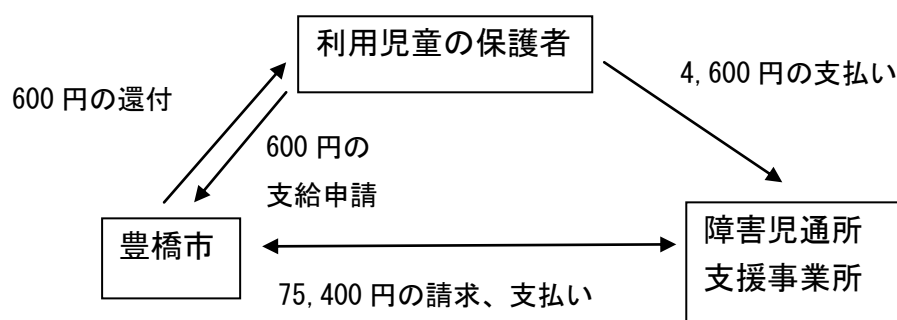 利用児童の保護者
4,600円の支払い
600円の還付
600円の
支給申請
豊橋市
障害児通所
支援事業所
75,400円の請求、支払い